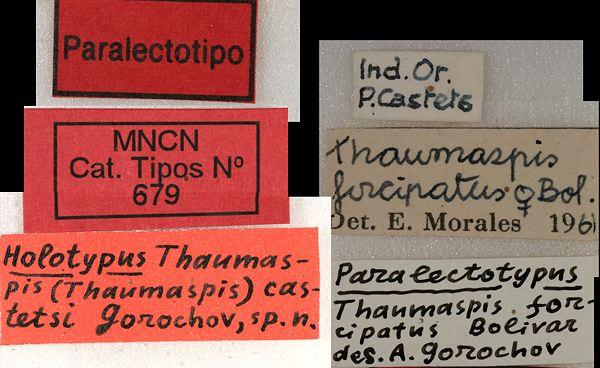 Paralectotipo
MNCN
Cat. Tipos Nº
679
Holotypus Thaumas-
pis (Thaumaspis) cas-
tetsi Gorochov, sp. n.
Ind. Or.
P. Castets
Thaumaspis
forcipatus ♀ Bol.
Det. E. Morales 196
Paralectotypus
Thaumaspis for-
cipatus Bolivar
des. A. Gorochov